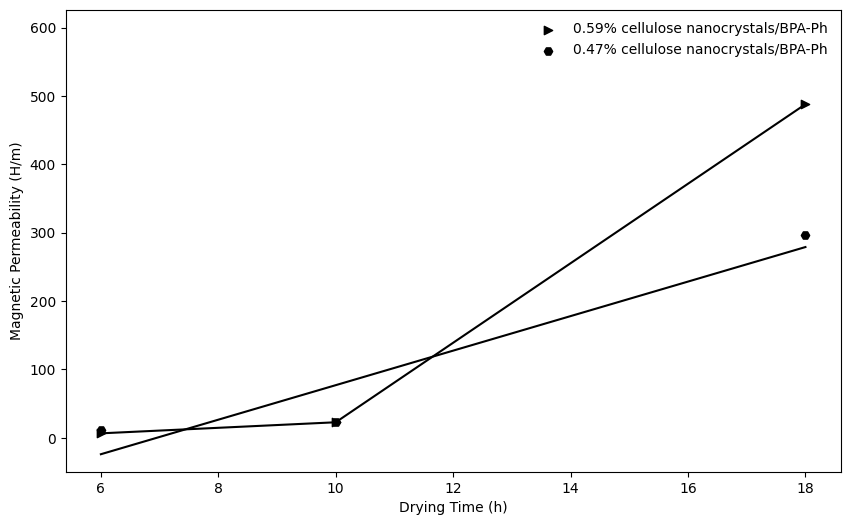 600
500
400
300
200
100
0
Magnetic Permeability (H/m)
0.59% cellulose nanocrystals/BPA-Ph
0.47% cellulose nanocrystals/BPA-Ph
6 8 10 12 14 16 18
Drying Time (h)